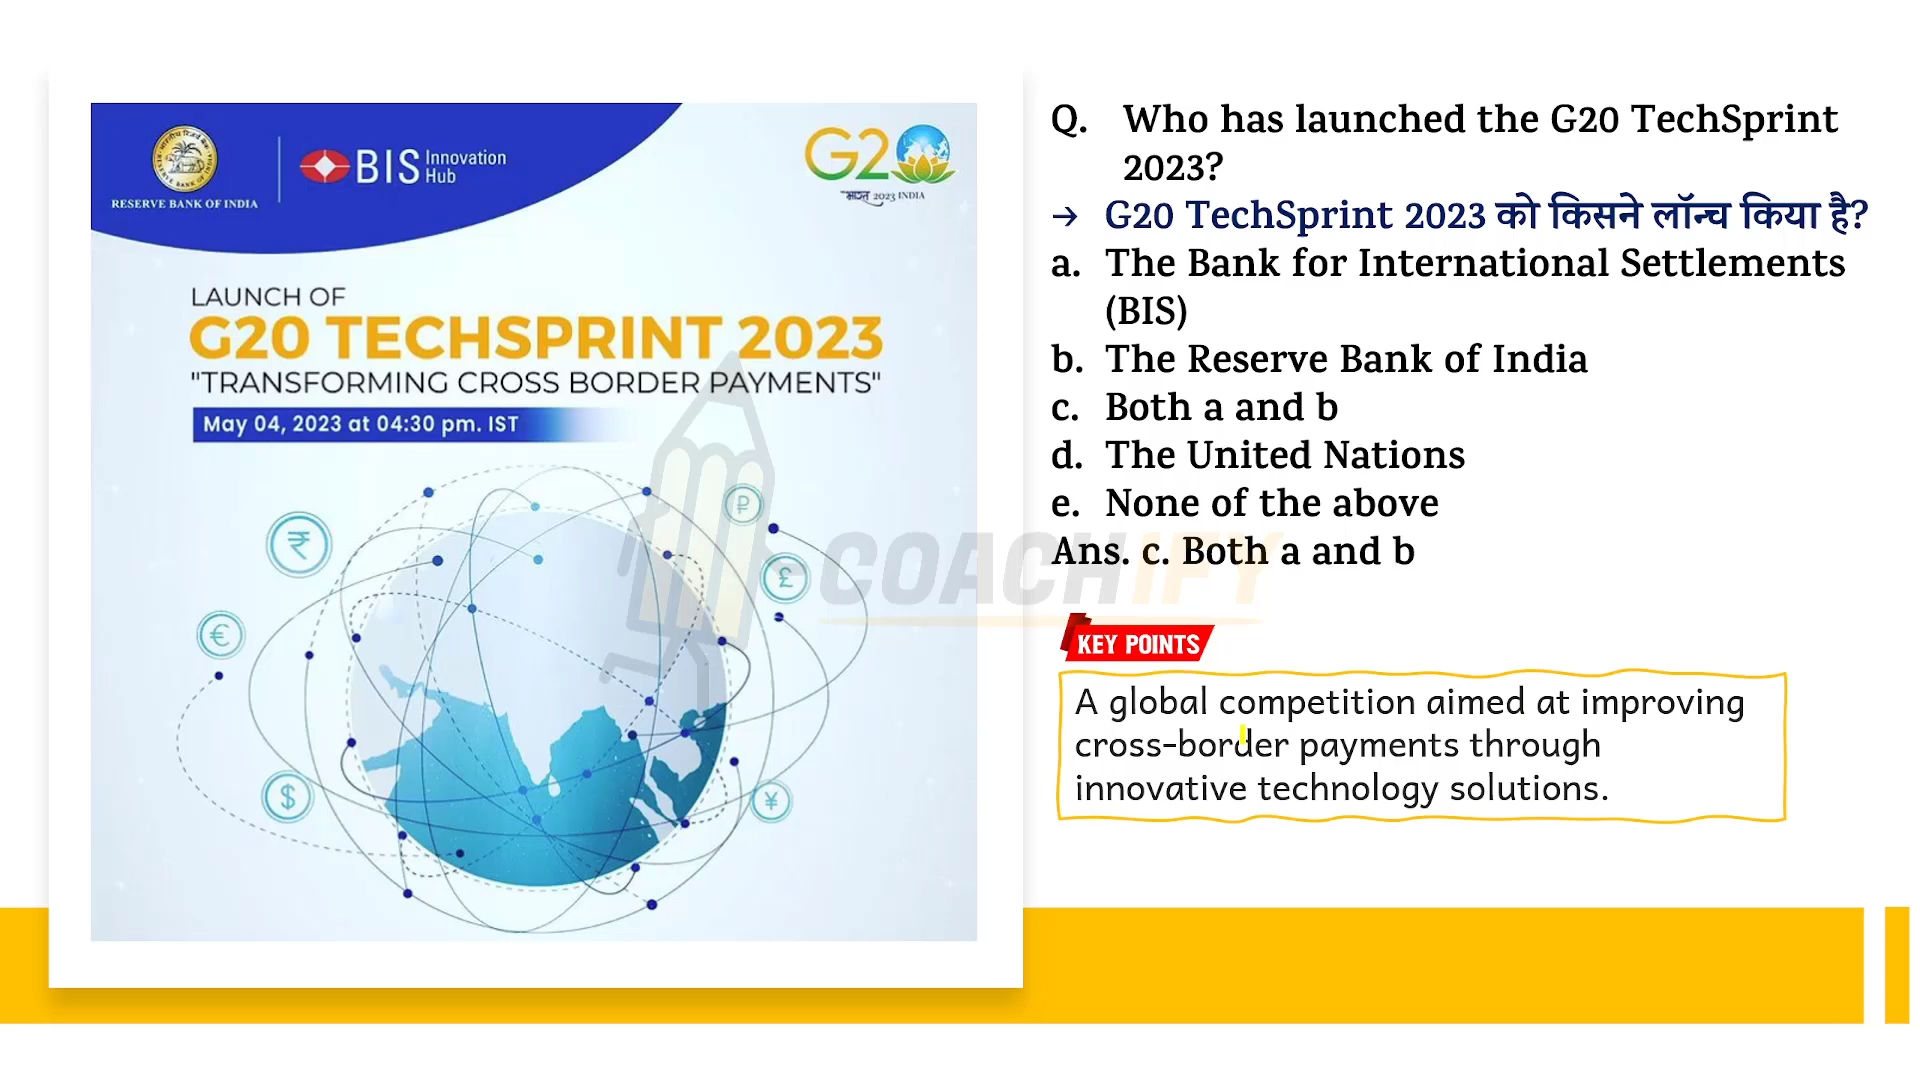 RESERVE BANK OF INDIA
BIS Innovation
Hub
G20
भारत 2023 INDIA
LAUNCH OF
G20 TECHSPRINT 2023
"TRANSFORMING CROSS BORDER PAYMENTS"
May 04, 2023 at 04:30 pm. IST
₹
€
$
₽
£
¥
Q. Who has launched the G20 TechSprint
2023?
→ G20 TechSprint 2023 को किसने लॉन्च किया है?
a. The Bank for International Settlements
(BIS)
b. The Reserve Bank of India
c. Both a and b
d. The United Nations
e. None of the above
Ans. c. Both a and b
COACHIFY
KEY POINTS
A global competition aimed at improving
cross-border payments through
innovative technology solutions.